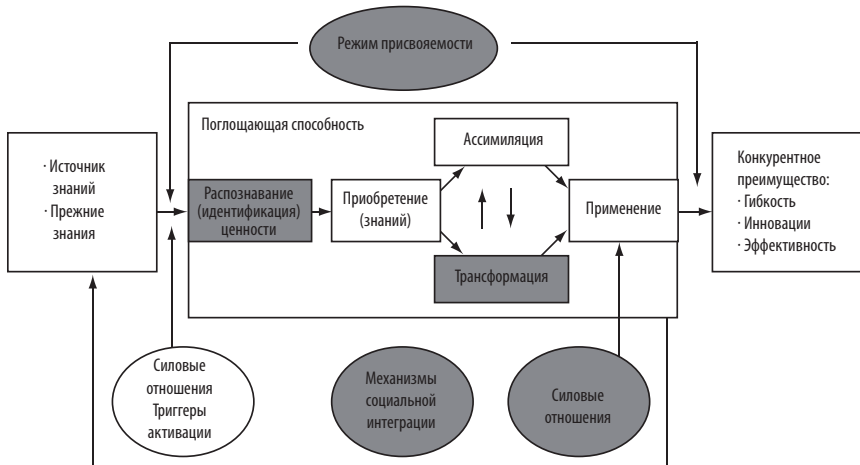 Режим присвояемости
Поглощающая способность
· Источник
знаний
· Прежние
знания
Распознавание
(идентификация)
ценности
Приобретение
(знаний)
Ассимиляция
Трансформация
Применение
Конкурентное
преимущество:
· Гибкость
· Инновации
· Эффективность
Силовые
отношения
Триггеры
активации
Механизмы
социальной
интеграции
Силовые
отношения